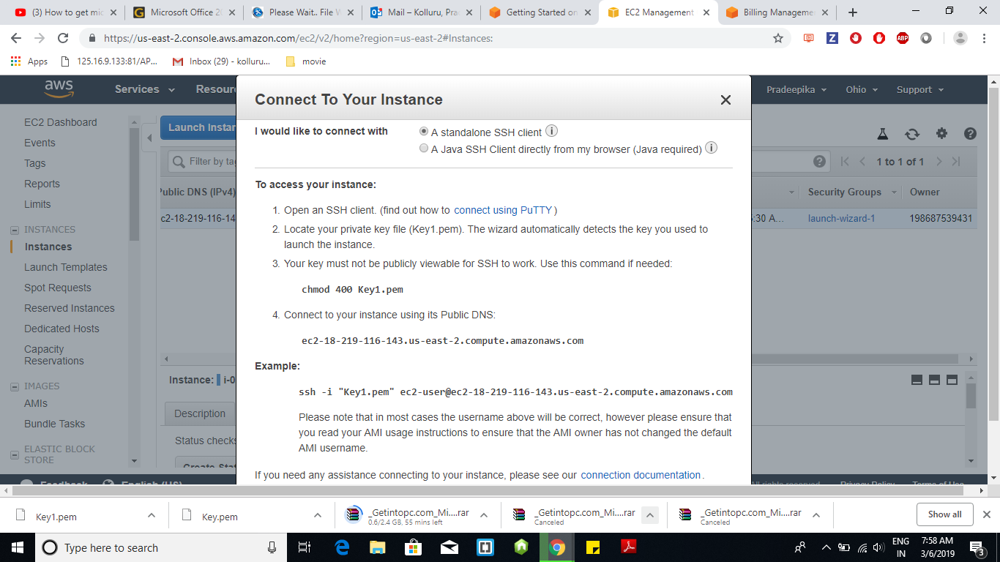 (3) How to get mic
Microsoft Office 2
Please Wait.. File W
Mail – Kolluru, Pra
Getting Started on
EC2 Management
Billing Manageme
https://us-east-2.console.aws.amazon.com/ec2/v2/home?region=us-east-2#Instances:
Z
ABP
Apps
125.16.9.133:81/AP...
Inbox (29) - kolluru...
movie
aws
Services
Resour
Pradeepika
Ohio
Support
Connect To Your Instance
EC2 Dashboard
Events
Tags
Reports
Limits
INSTANCES
Instances
Launch Templates
Spot Requests
Reserved Instances
Dedicated Hosts
Capacity
Reservations
IMAGES
AMIs
Bundle Tasks
ELASTIC BLOCK
STORE
Launch Instan
Filter by tag
1 to 1 of 1
Public DNS (IPv4)
Security Groups
Owner
c2-18-219-116-14
:30 A...
launch-wizard-1
198687539431
Instance:
i-0
Description
Status checks
Create Stat
I would like to connect with
A standalone SSH client
A Java SSH Client directly from my browser (Java required)
To access your instance:
1. Open an SSH client. (find out how to connect using PuTTY)
2. Locate your private key file (Key1.pem). The wizard automatically detects the key you used to
launch the instance.
3. Your key must not be publicly viewable for SSH to work. Use this command if needed:
chmod 400 Key1.pem
4. Connect to your instance using its Public DNS:
ec2-18-219-116-143.us-east-2.compute.amazonaws.com
Example:
ssh -i "Key1.pem" ec2-user@ec2-18-219-116-143.us-east-2.compute.amazonaws.com
Please note that in most cases the username above will be correct, however please ensure that
you read your AMI usage instructions to ensure that the AMI owner has not changed the default
AMI username.
If you need any assistance connecting to your instance, please see our connection documentation.
Feedback
English (US)
All rights reserved.
Privacy Policy
Terms of Use
Key1.pem
Key.pem
_Getintopc.com_Mi....rar
0.6/2.4 GB, 55 mins left
_Getintopc.com_Mi....rar
Canceled
_Getintopc.com_Mi....rar
Canceled
Show all
Type here to search
ENG
IN
7:58 AM
3/6/2019
3